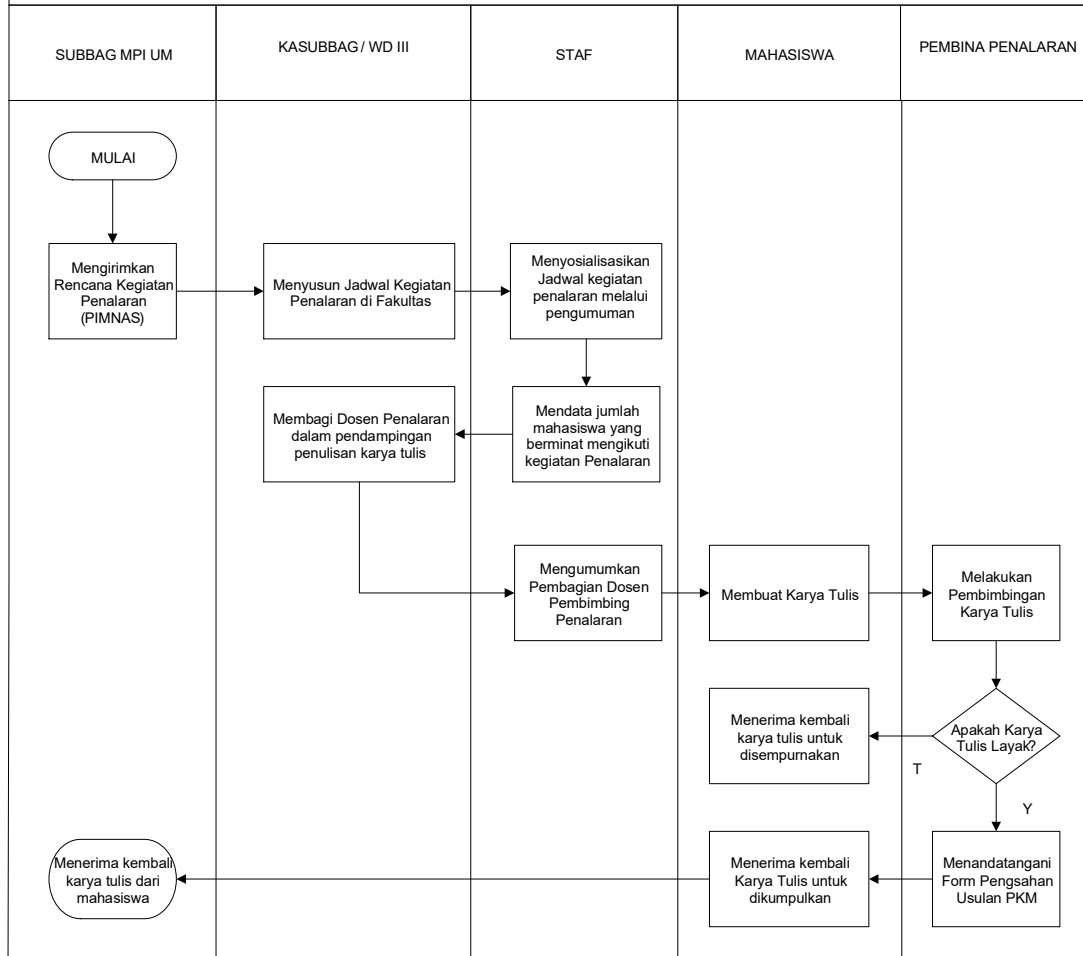 SUBBAG MPI UM
KASUBBAG / WD III
STAF
MAHASISWA
PEMBINA PENALARAN
MULAI
Mengirimkan
Rencana Kegiatan
Penalaran
(PIMNAS)
Menyusun Jadwal Kegiatan
Penalaran di Fakultas
Menyosialisasikan
Jadwal kegiatan
penalaran melalui
pengumuman
Membagi Dosen Penalaran
dalam pendampingan
penulisan karya tulis
Mendata jumlah
mahasiswa yang
berminat mengikuti
kegiatan Penalaran
Mengumumkan
Pembagian Dosen
Pembimbing
Penalaran
Membuat Karya Tulis
Melakukan
Pembimbingan
Karya Tulis
Menerima kembali
karya tulis untuk
disempurnakan
Apakah Karya
Tulis Layak?
T
Y
Menerima kembali
karya tulis dari
mahasiswa
Menerima kembali
Karya Tulis untuk
dikumpulkan
Menandatangani
Form Pengsahan
Usulan PKM